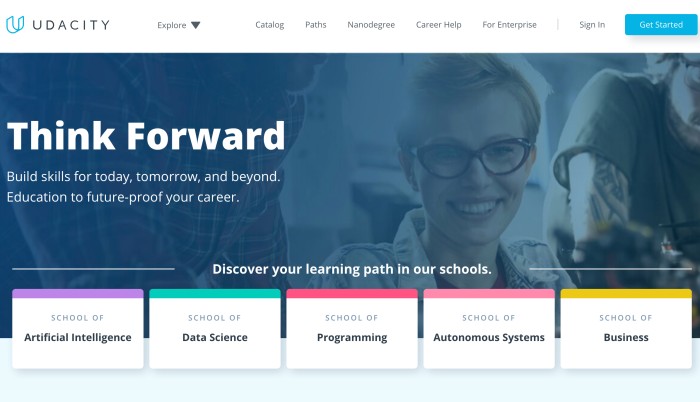 UDACITY
Explore
Catalog
Paths
Nanodegree
Career Help
For Enterprise
Sign In
Get Started
Think Forward
Build skills for today, tomorrow, and beyond.
Education to future-proof your career.
Discover your learning path in our schools.
SCHOOL OF
Artificial Intelligence
SCHOOL OF
Data Science
SCHOOL OF
Programming
SCHOOL OF
Autonomous Systems
SCHOOL OF
Business